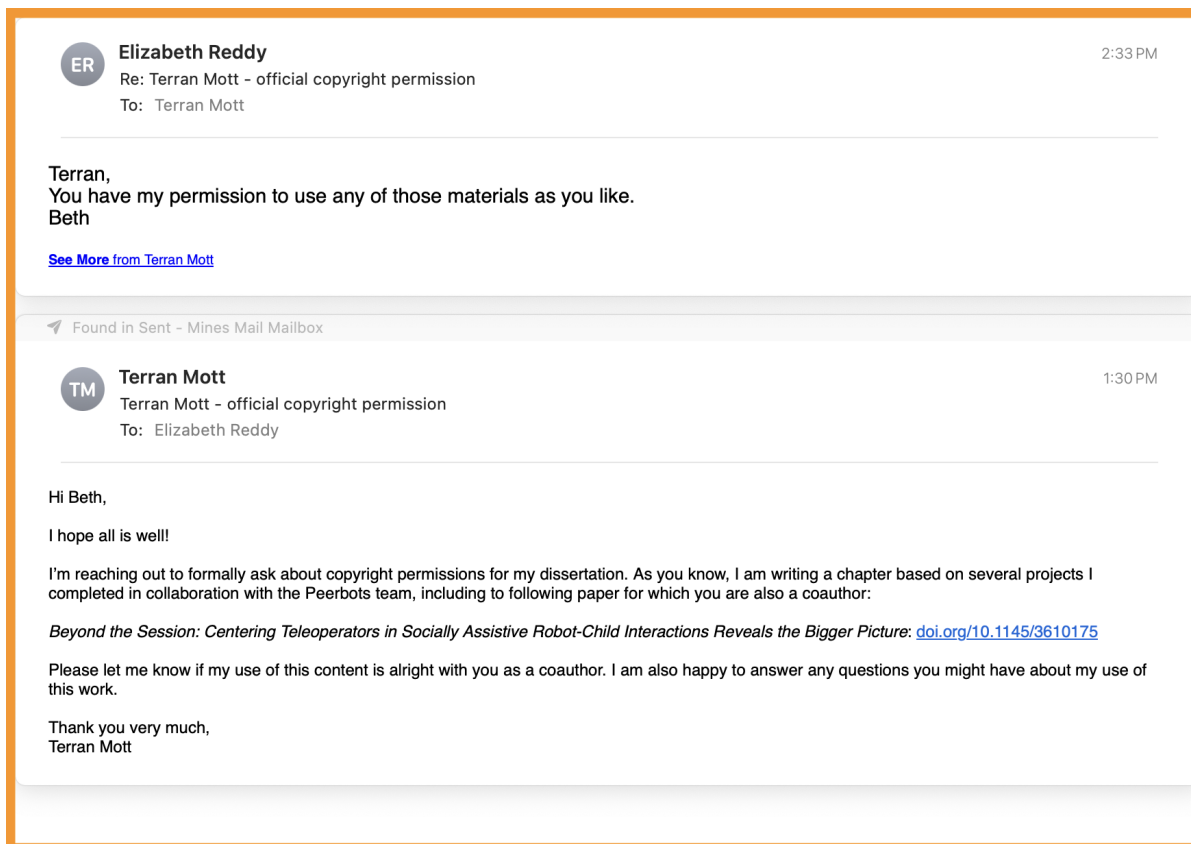 ER
Elizabeth Reddy
2:33 PM
Re: Terran Mott - official copyright permission
To: Terran Mott
Terran,
You have my permission to use any of those materials as you like.
Beth
See More from Terran Mott
Found in Sent - Mines Mail Mailbox
TM
Terran Mott
1:30 PM
Terran Mott - official copyright permission
To: Elizabeth Reddy
Hi Beth,
I hope all is well!
I'm reaching out to formally ask about copyright permissions for my dissertation. As you know, I am writing a chapter based on several projects I
completed in collaboration with the Peerbots team, including to following paper for which you are also a coauthor:
Beyond the Session: Centering Teleoperators in Socially Assistive Robot-Child Interactions Reveals the Bigger Picture: doi.org/10.1145/3610175
Please let me know if my use of this content is alright with you as a coauthor. I am also happy to answer any questions you might have about my use of
this work.
Thank you very much,
Terran Mott